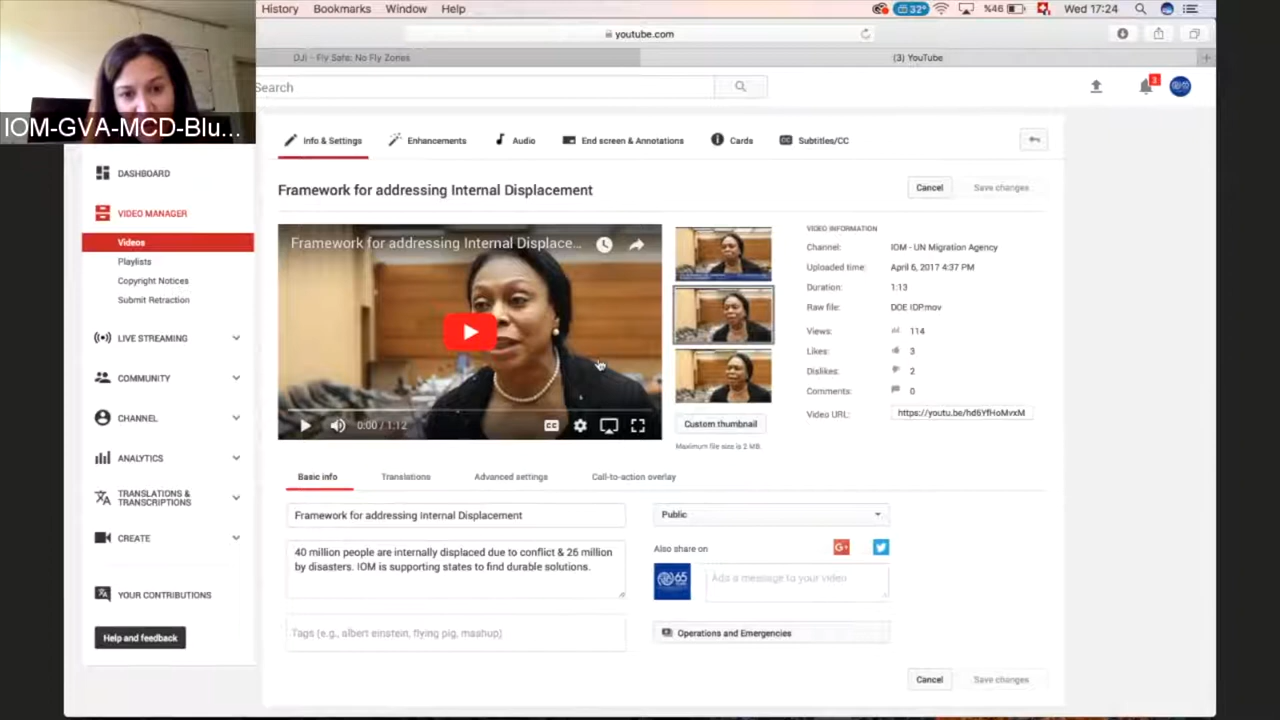 History Bookmarks Window Help
32° %46 Wed 17:24
youtube.com
DJI - Fly Safe: No Fly Zones
(3) YouTube
Search
3
IOM-GVA-MCD-Blu...
Info & Settings
Enhancements
Audio
End screen & Annotations
Cards
Subtitles/CC
DASHBOARD
VIDEO MANAGER
Videos
Playlists
Copyright Notices
Submit Retraction
LIVE STREAMING
COMMUNITY
CHANNEL
ANALYTICS
TRANSLATIONS &
TRANSCRIPTIONS
CREATE
YOUR CONTRIBUTIONS
Help and feedback
Framework for addressing Internal Displacement
Cancel
Save changes
Framework for addressing Internal Displace...
0:00 / 1:12
CC
Custom thumbnail
Maximum file size is 2 MB.
VIDEO INFORMATION
Channel: IOM - UN Migration Agency
Uploaded time: April 6, 2017 4:37 PM
Duration: 1:13
Raw file: DOE IDP.mov
Views: 114
Likes: 3
Dislikes: 2
Comments: 0
Video URL: https://youtu.be/hd6YfHoMvxM
Basic info
Translations
Advanced settings
Call-to-action overlay
Framework for addressing Internal Displacement
40 million people are internally displaced due to conflict & 26 million
by disasters. IOM is supporting states to find durable solutions.
Tags (e.g., albert einstein, flying pig, mashup)
Public
Also share on
G+
65
Add a message to your video
Operations and Emergencies
Cancel
Save changes